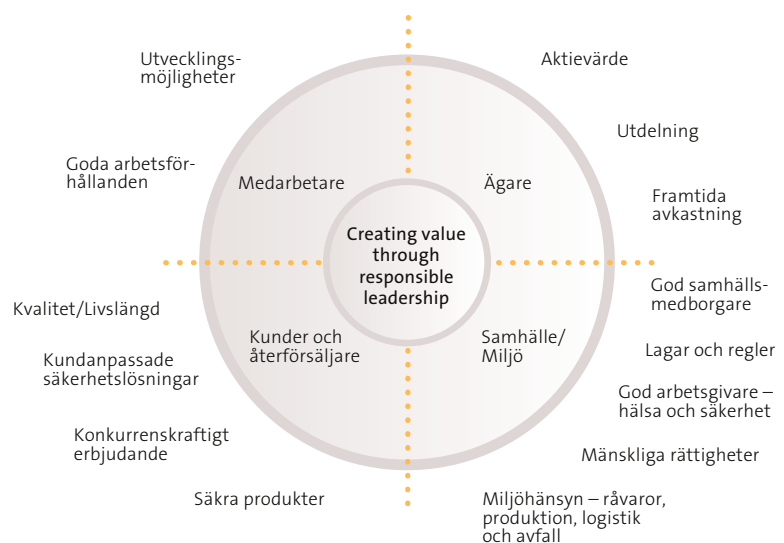 Utvecklings-
möjligheter
Goda arbetsför-
hållanden
Medarbetare
Aktievärde
Utdelning
Ägare
Framtida
avkastning
Creating value
through
responsible
leadership
Kvalitet/Livslängd
Kunder och
återförsäljare
Kundanpassade
säkerhetslösningar
Konkurrenskraftigt
erbjudande
Säkra produkter
Samhälle/
Miljö
God samhälls-
medborgare
Lagar och regler
God arbetsgivare –
hälsa och säkerhet
Mänskliga rättigheter
Miljöhänsyn – råvaror,
produktion, logistik
och avfall